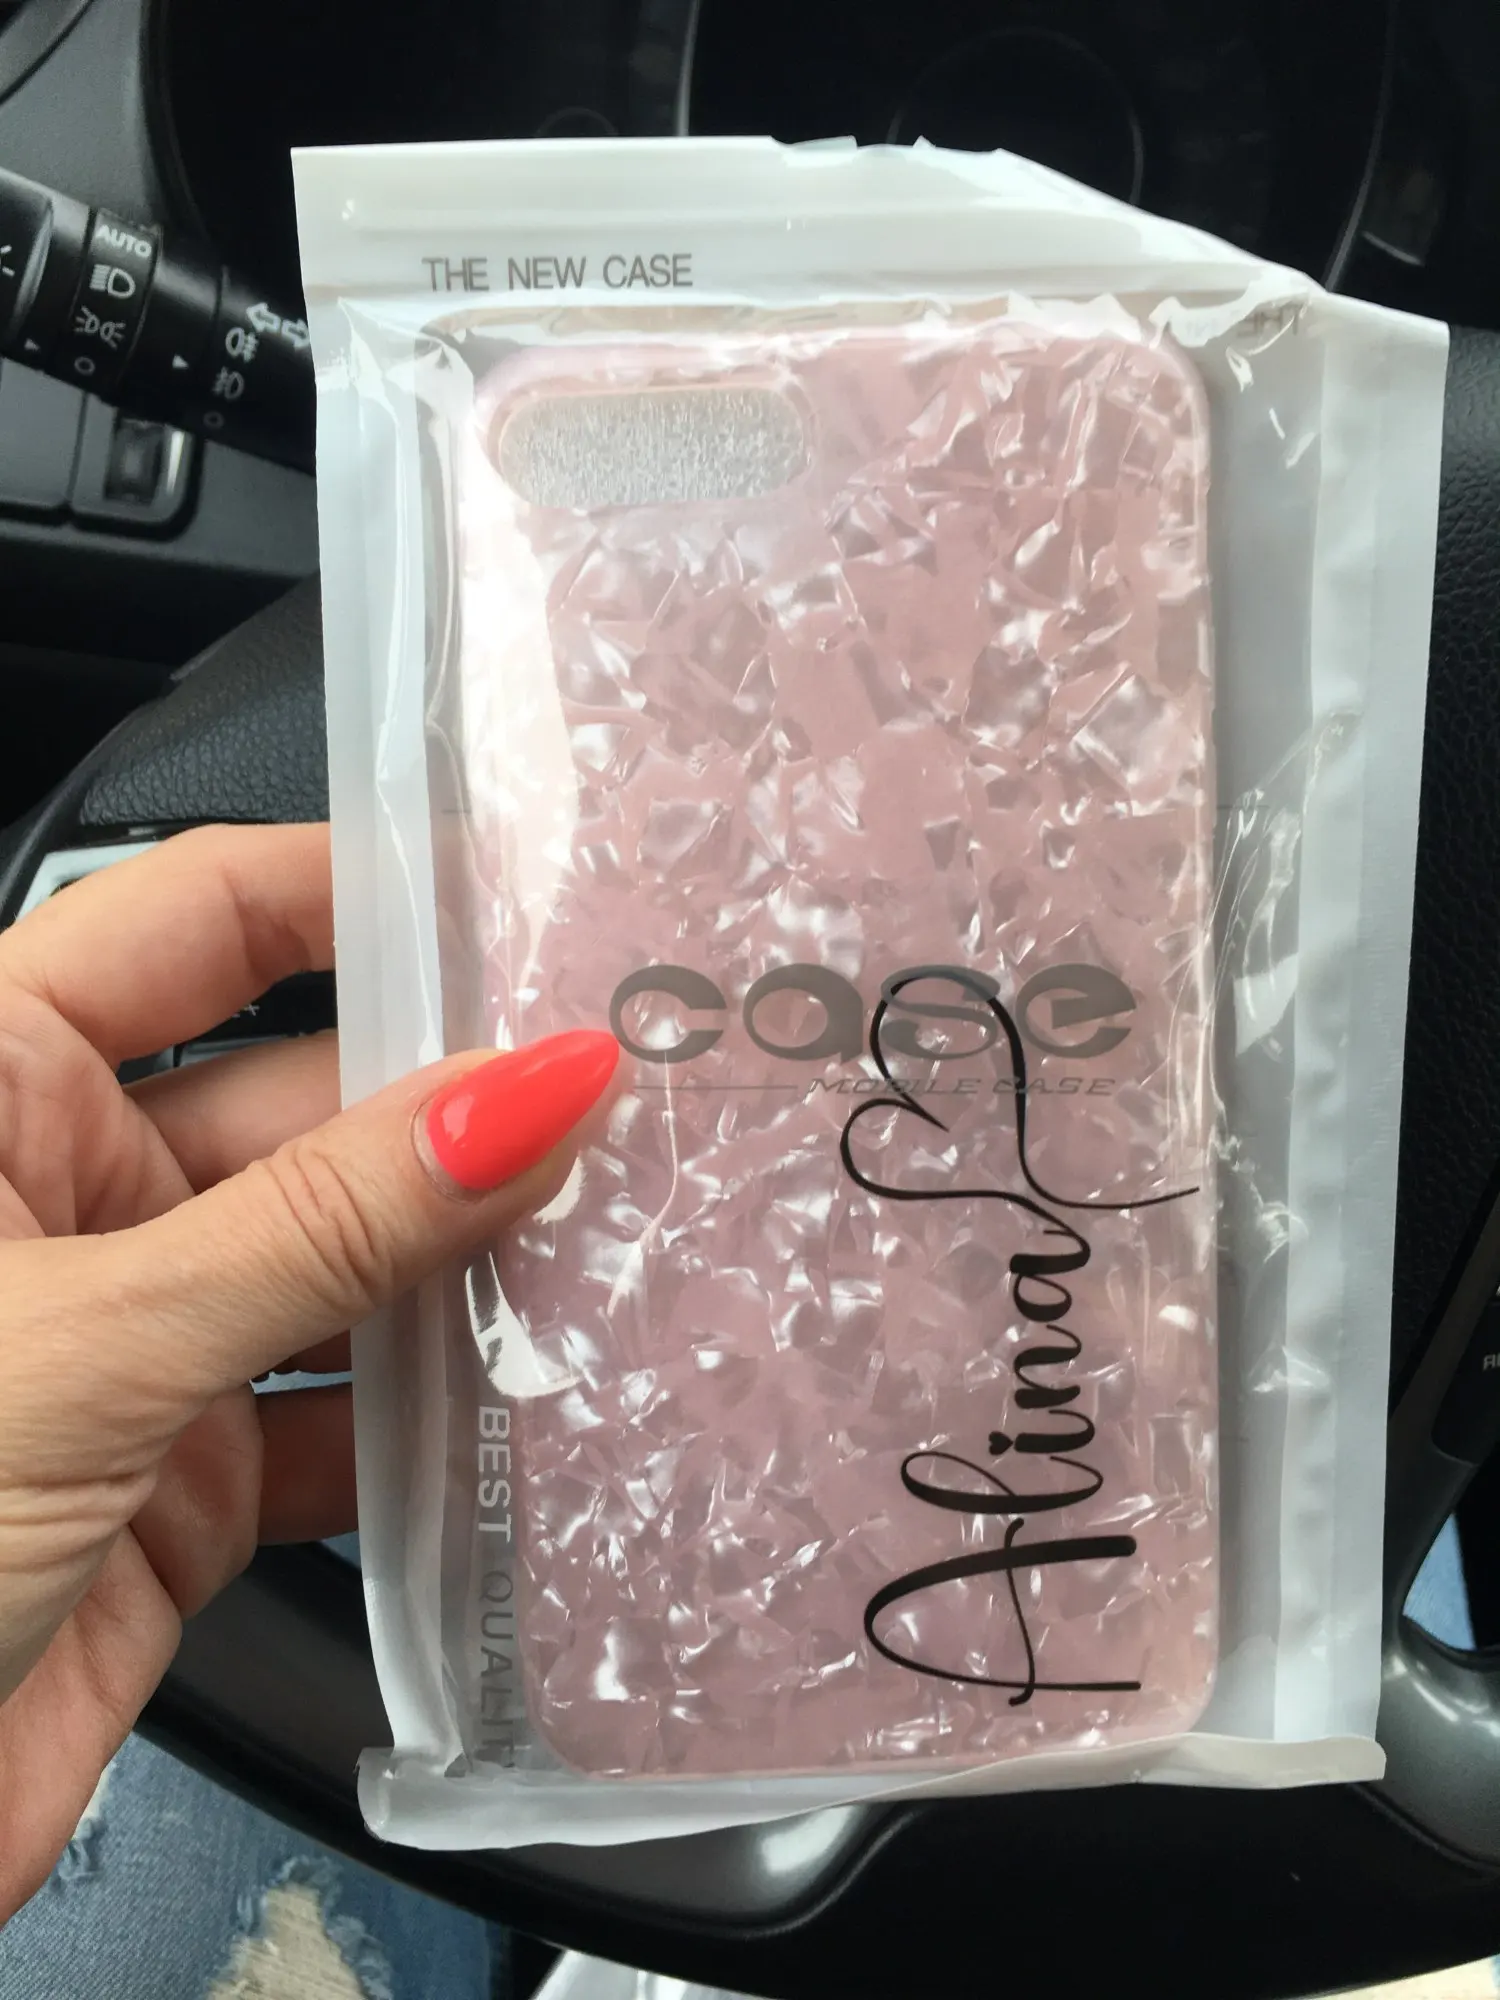 AUTO
THE NEW CASE
case
MOBILE CASE
Alina
BEST QUALIT